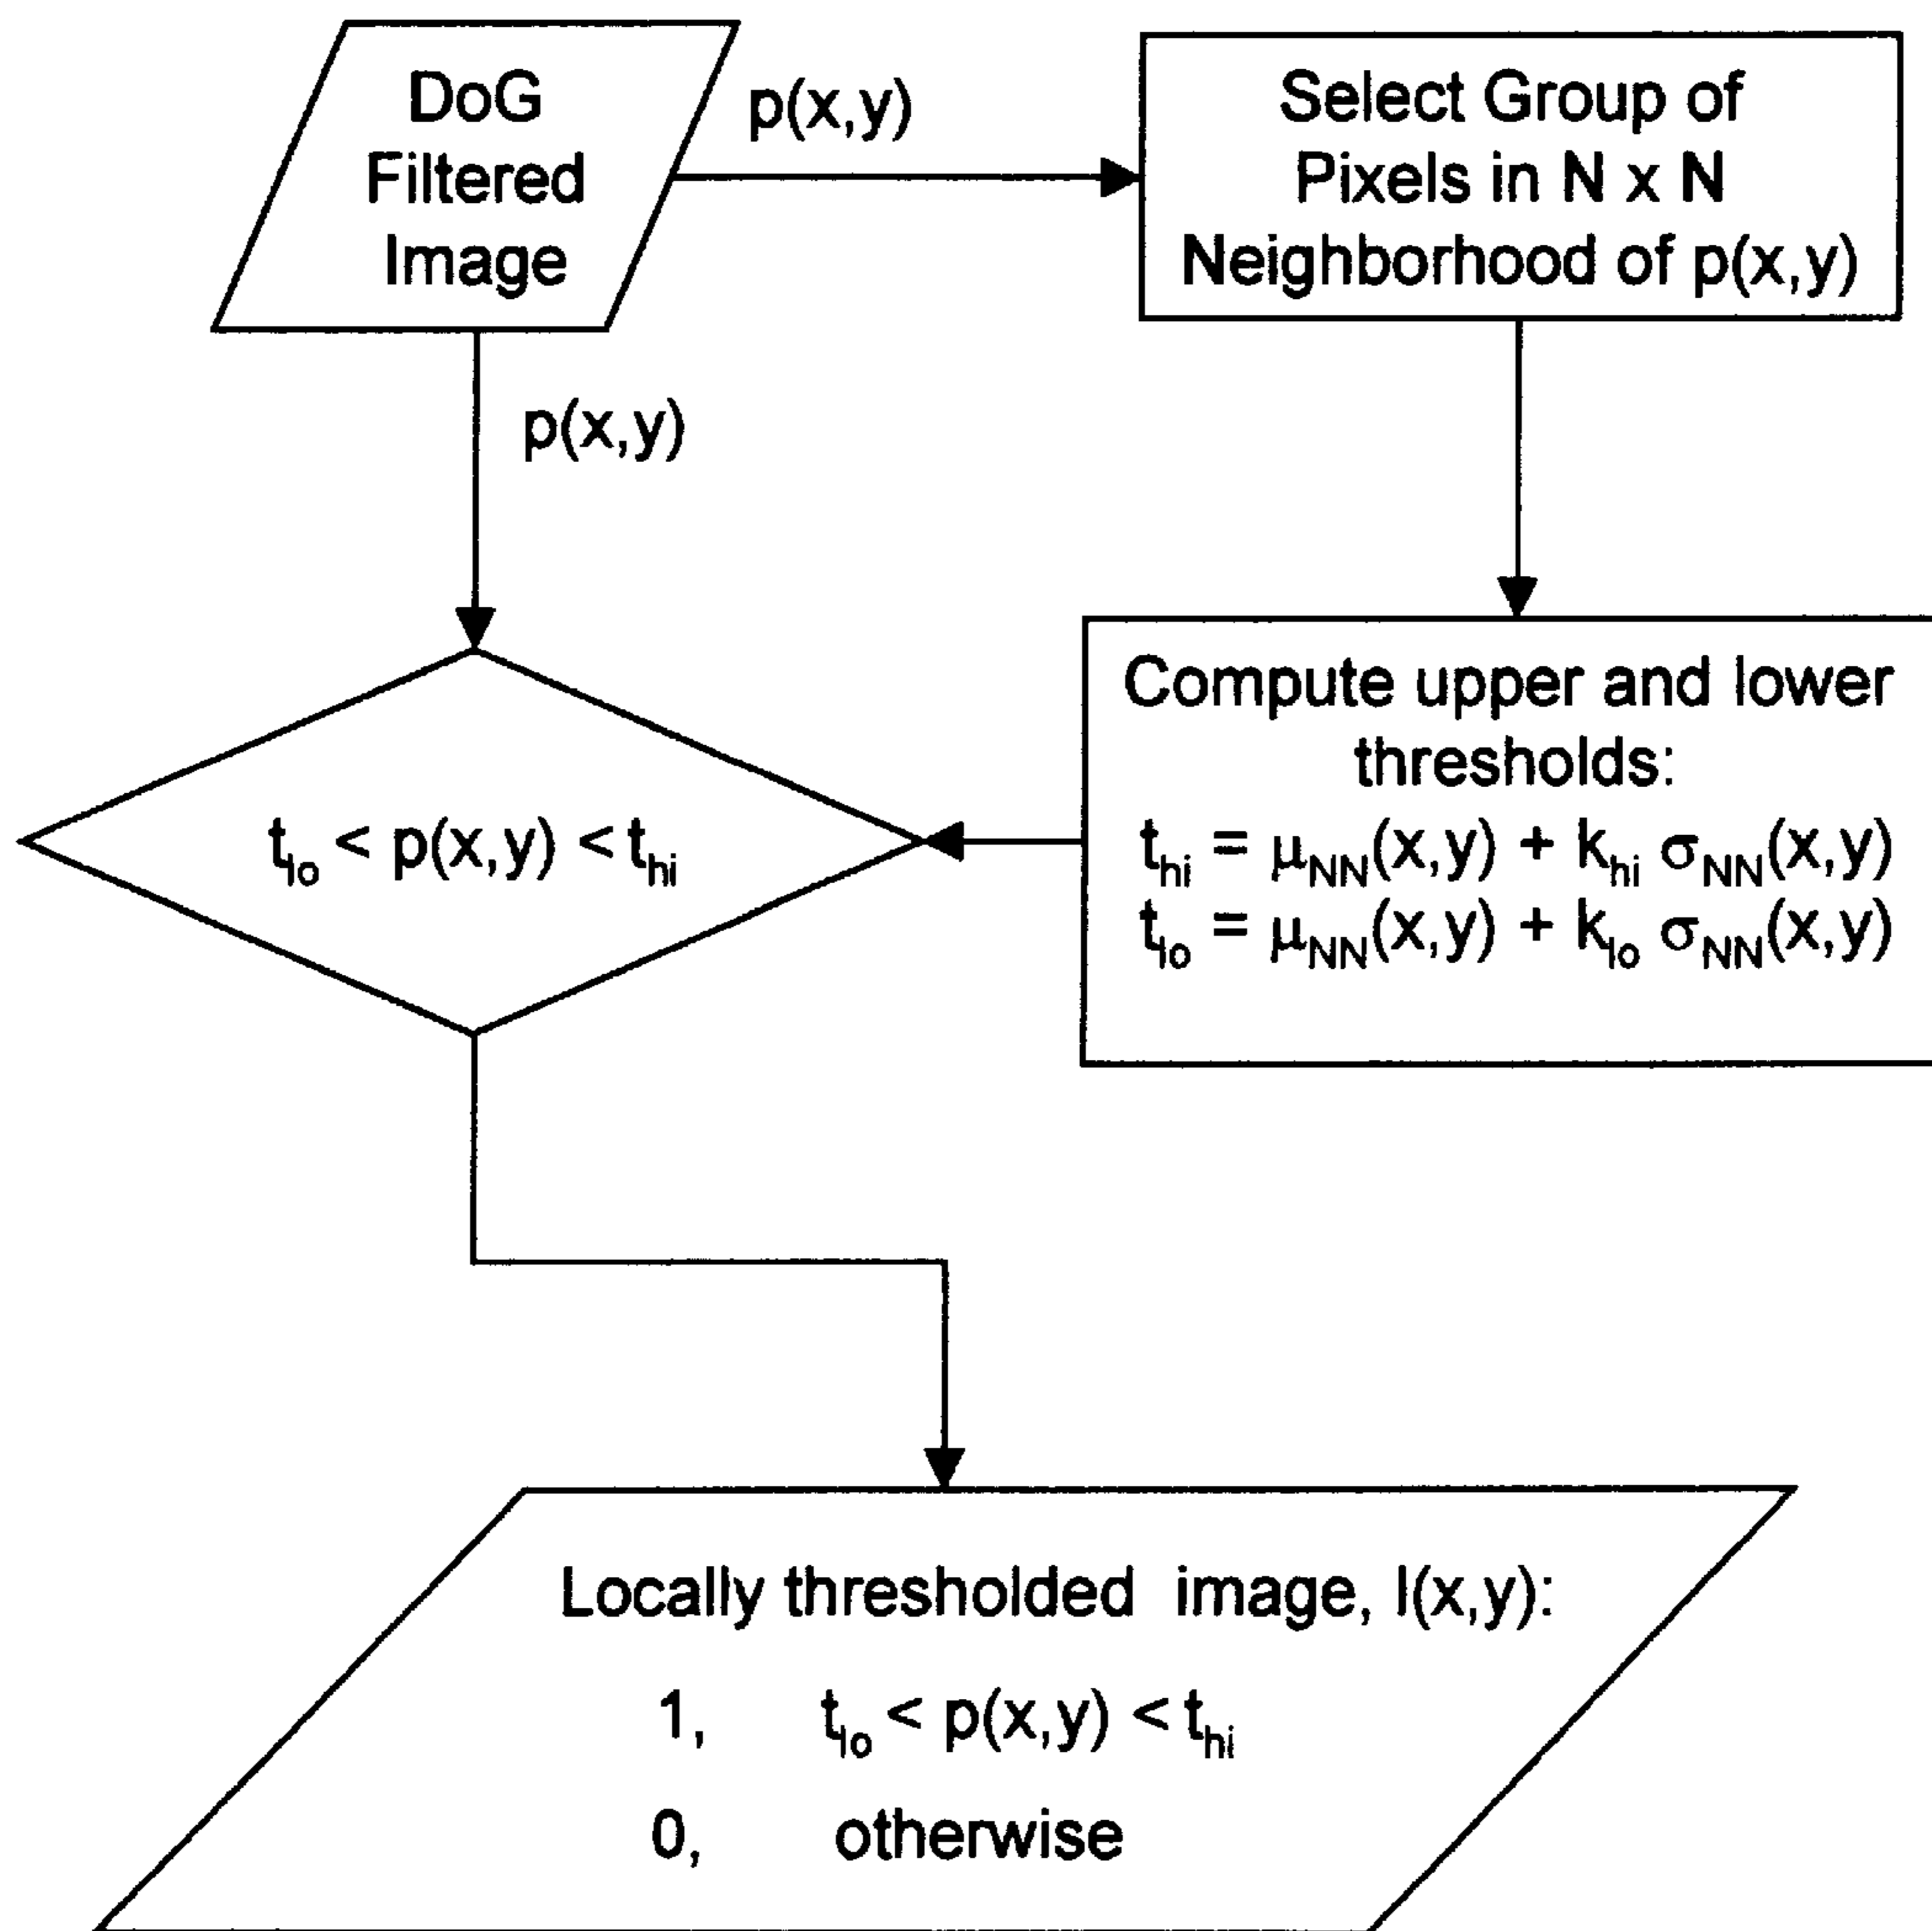 DoG
Filtered
Image
p(x,y)
Select Group of
Pixels in N x N
Neighborhood of p(x,y)
p(x,y)
Compute upper and lower
thresholds:
t_hi = μ_NN(x,y) + k_hi σ_NN(x,y)
t_lo = μ_NN(x,y) + k_lo σ_NN(x,y)
t_lo < p(x,y) < t_hi
Locally thresholded image, I(x,y):
1, t_lo < p(x,y) < t_hi
0, otherwise